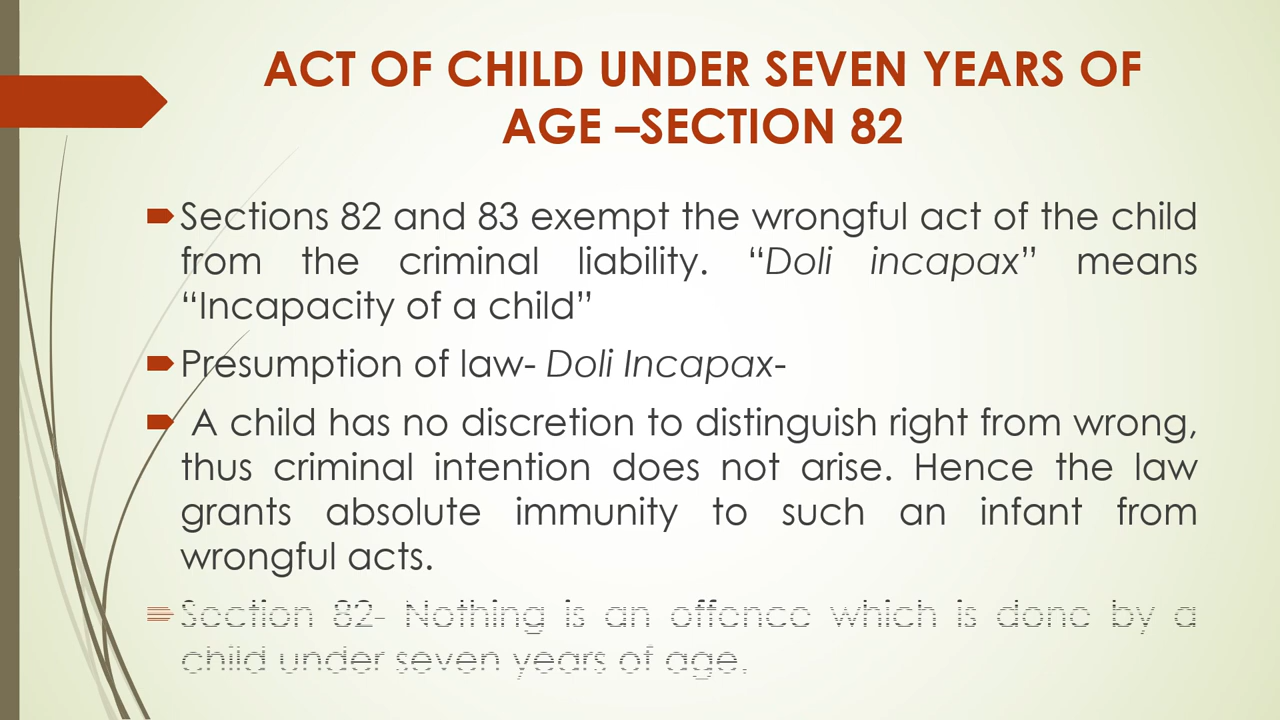 ACT OF CHILD UNDER SEVEN YEARS OF
AGE –SECTION 82
Sections 82 and 83 exempt the wrongful act of the child
from the criminal liability. “Doli incapax” means
“Incapacity of a child”
Presumption of law- Doli Incapax-
A child has no discretion to distinguish right from wrong,
thus criminal intention does not arise. Hence the law
grants absolute immunity to such an infant from
wrongful acts.
Section 82- Nothing is an offence which is done by a
child under seven years of age.